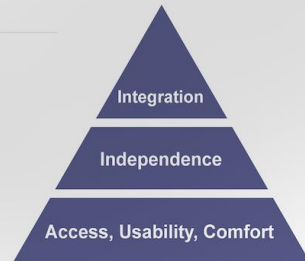 Integration
Independence
Access, Usability, Comfort